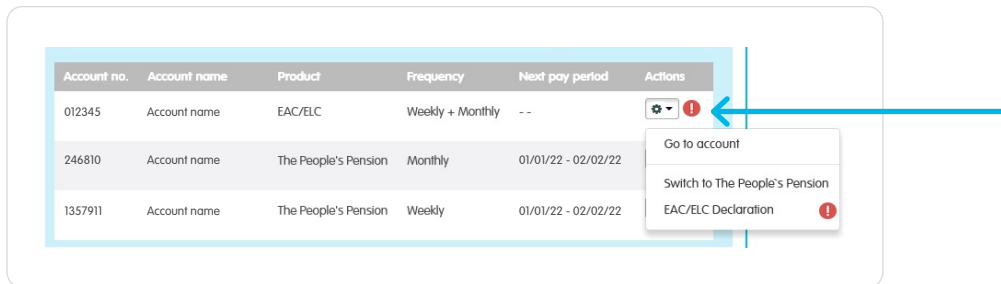 Account no. Account name Product Frequency Next pay period Actions
012345 Account name EAC/ELC Weekly + Monthly - -
Go to account
246810 Account name The People's Pension Monthly 01/01/22 - 02/02/22
Switch to The People`s Pension
EAC/ELC Declaration
1357911 Account name The People's Pension Weekly 01/01/22 - 02/02/22